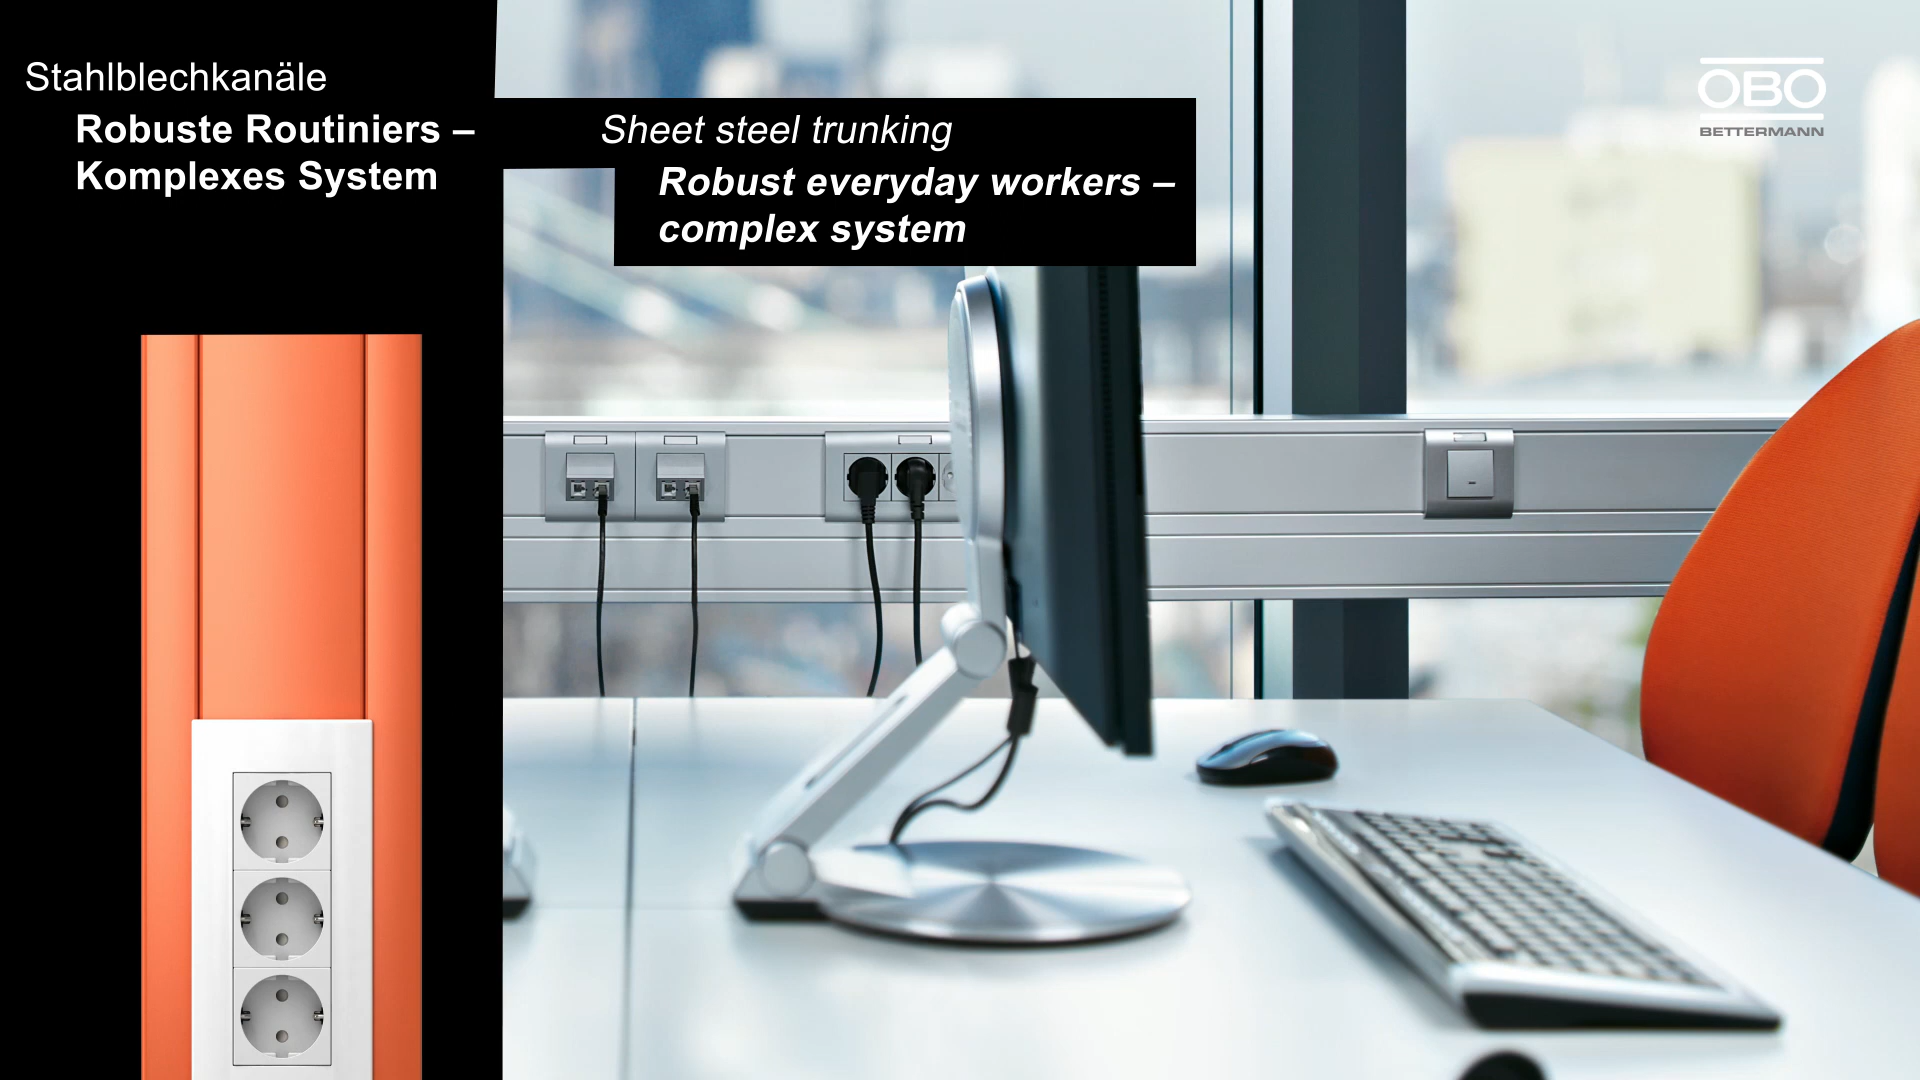 Stahlblechkanäle
Robuste Routiniers –
Komplexes System
Sheet steel trunking
Robust everyday workers –
complex system
OBO
BETTERMANN